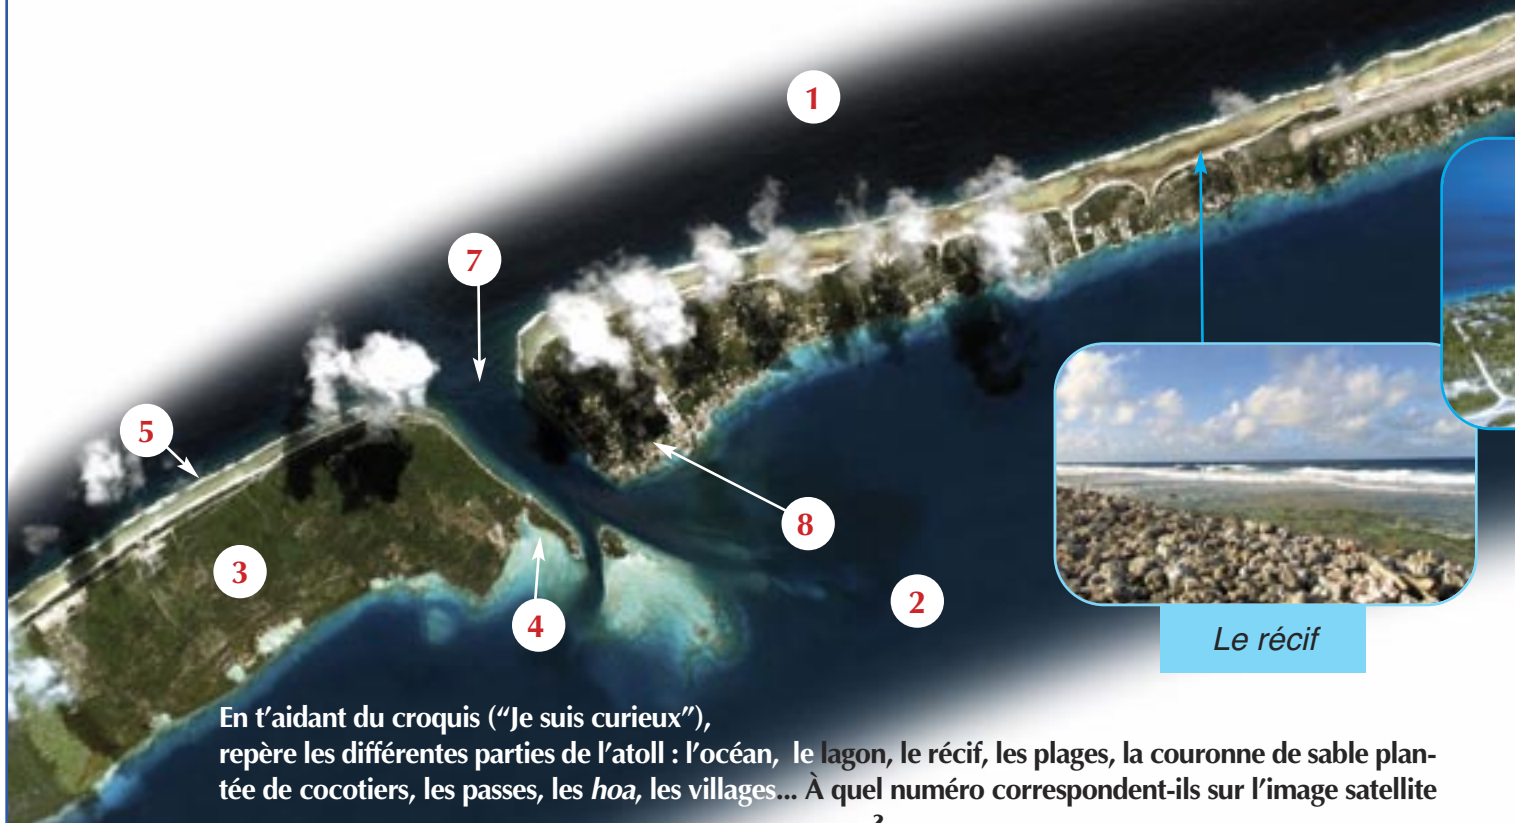 1
7
5
8
3
2
4
Le récif
En t'aidant du croquis (“Je suis curieux”),
repère les différentes parties de l'atoll : l'océan, le lagon, le récif, les plages, la couronne de sable plan-
tée de cocotiers, les passes, les hoa, les villages... À quel numéro correspondent-ils sur l'image satellite
?